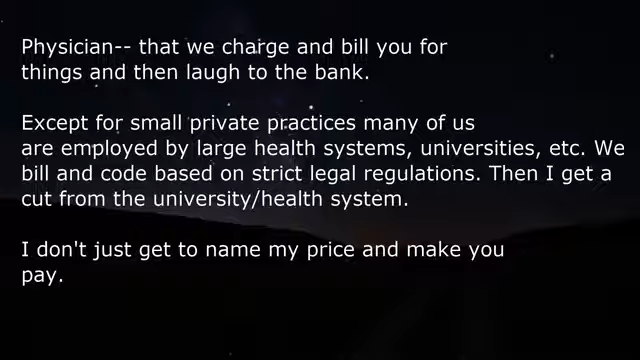 Physician-- that we charge and bill you for
things and then laugh to the bank.
Except for small private practices many of us
are employed by large health systems, universities, etc. We
bill and code based on strict legal regulations. Then I get a
cut from the university/health system.
I don't just get to name my price and make you
pay.